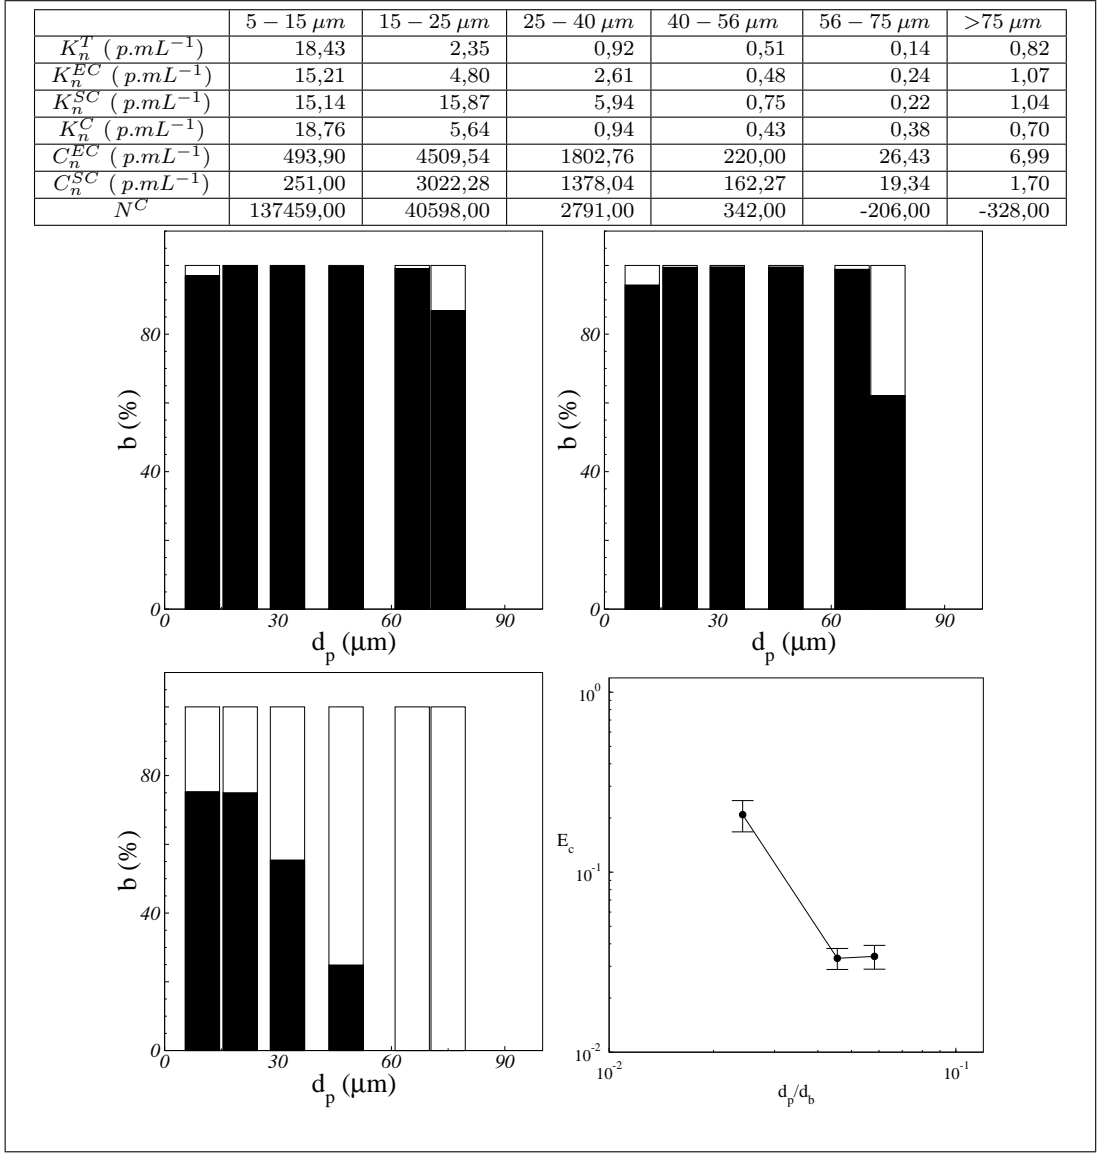 5 − 15 μm 15 − 25 μm 25 − 40 μm 40 − 56 μm 56 − 75 μm >75 μm
K_n^T ( p.mL^{−1}) 18,43 2,35 0,92 0,51 0,14 0,82
K_n^{EC} ( p.mL^{−1}) 15,21 4,80 2,61 0,48 0,24 1,07
K_n^{SC} ( p.mL^{−1}) 15,14 15,87 5,94 0,75 0,22 1,04
K_n^C ( p.mL^{−1}) 18,76 5,64 0,94 0,43 0,38 0,70
C_n^{EC} ( p.mL^{−1}) 493,90 4509,54 1802,76 220,00 26,43 6,99
C_n^{SC} ( p.mL^{−1}) 251,00 3022,28 1378,04 162,27 19,34 1,70
N^C 137459,00 40598,00 2791,00 342,00 -206,00 -328,00
80
b (%)
40
0
0 30 60 90
d_p (μm)
80
b (%)
40
0
0 30 60 90
d_p (μm)
80
b (%)
40
0
0 30 60 90
d_p (μm)
10^0
E_c
10^{-1}
10^{-2}
10^{-2} 10^{-1}
d_p/d_b